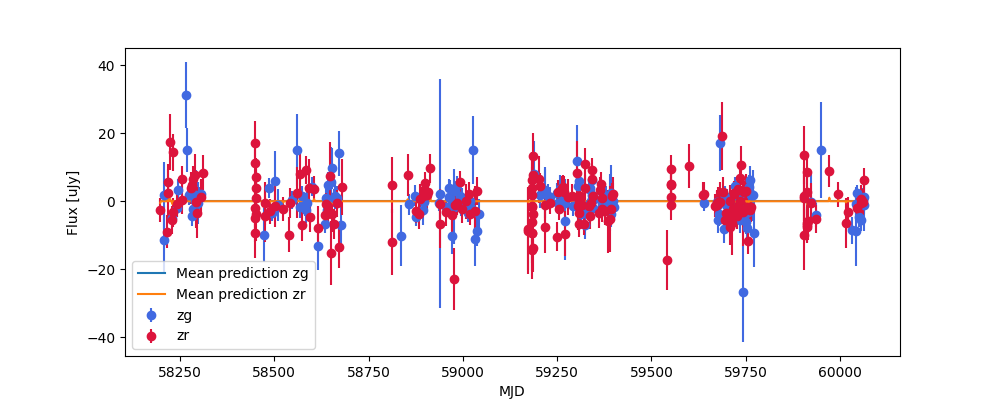 40
20
0
−20
−40
Flux [uJy]
Mean prediction zg
Mean prediction zr
zg
zr
58250
58500
58750
59000
59250
59500
59750
60000
MJD